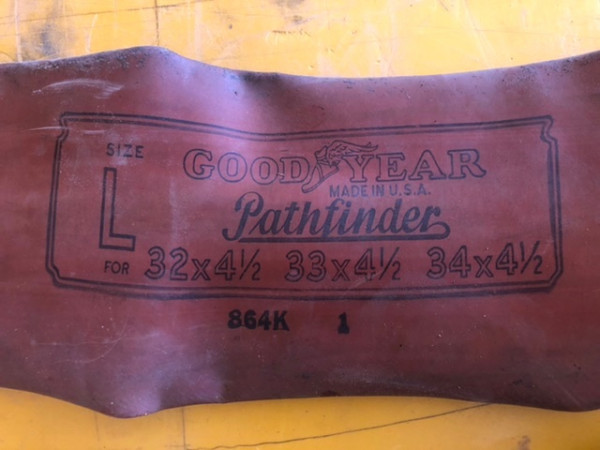 SIZE
L
FOR
GOODYEAR
MADE IN U.S.A.
Pathfinder
32x4½ 33x4½ 34x4½
864K 1